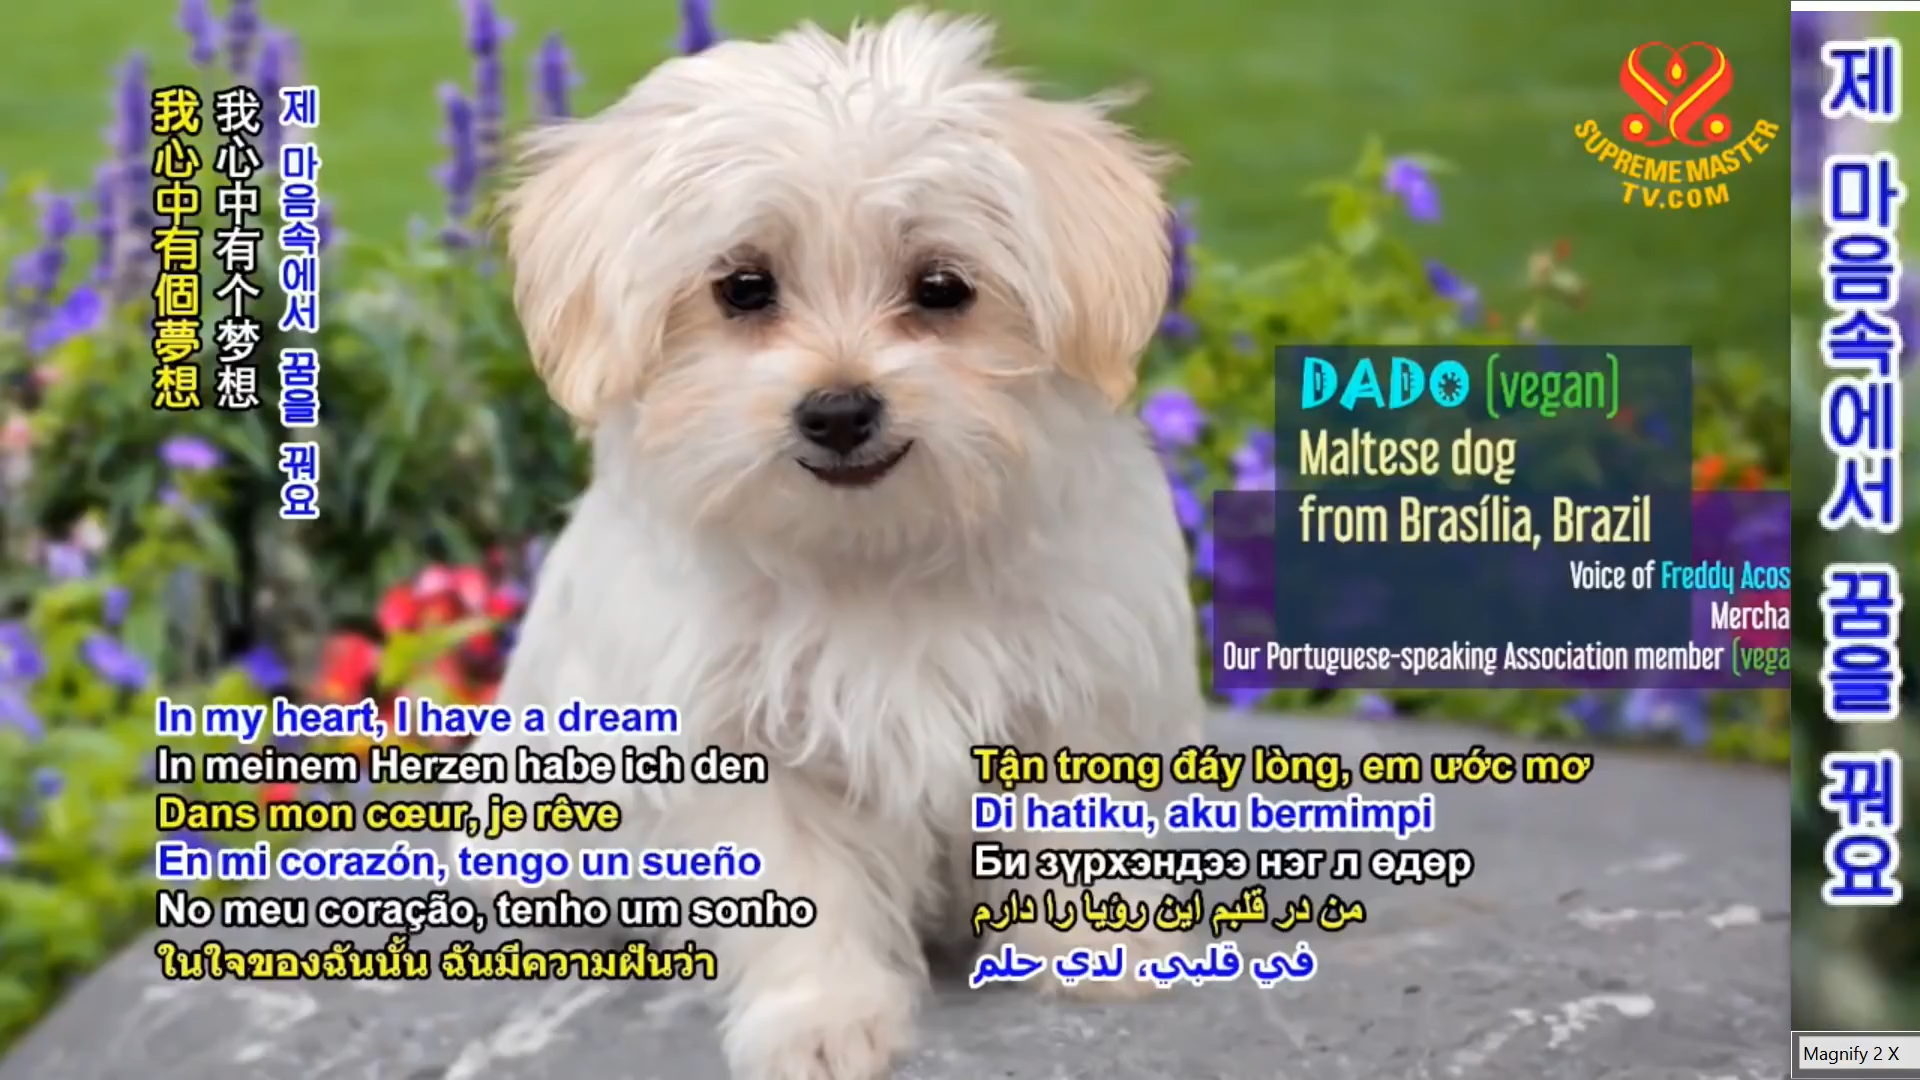 我心中有個夢想
我心中有个梦想
제 마음속에서 꿈을 꿔요
SUPREME MASTER
TV.COM
DADO (vegan)
Maltese dog
from Brasília, Brazil
Voice of Freddy Acos
Mercha
Our Portuguese-speaking Association member (vega
In my heart, I have a dream
In meinem Herzen habe ich den
Dans mon cœur, je rêve
En mi corazón, tengo un sueño
No meu coração, tenho um sonho
ในใจของฉันนั้น ฉันมีความฝันว่า
Tận trong đáy lòng, em ước mơ
Di hatiku, aku bermimpi
Би зүрхэндээ нэг л өдөр
من در قلبم این رؤیا را دارم
في قلبي، لدي حلم
제 마음속에서 꿈을 꿔요
Magnify 2 X